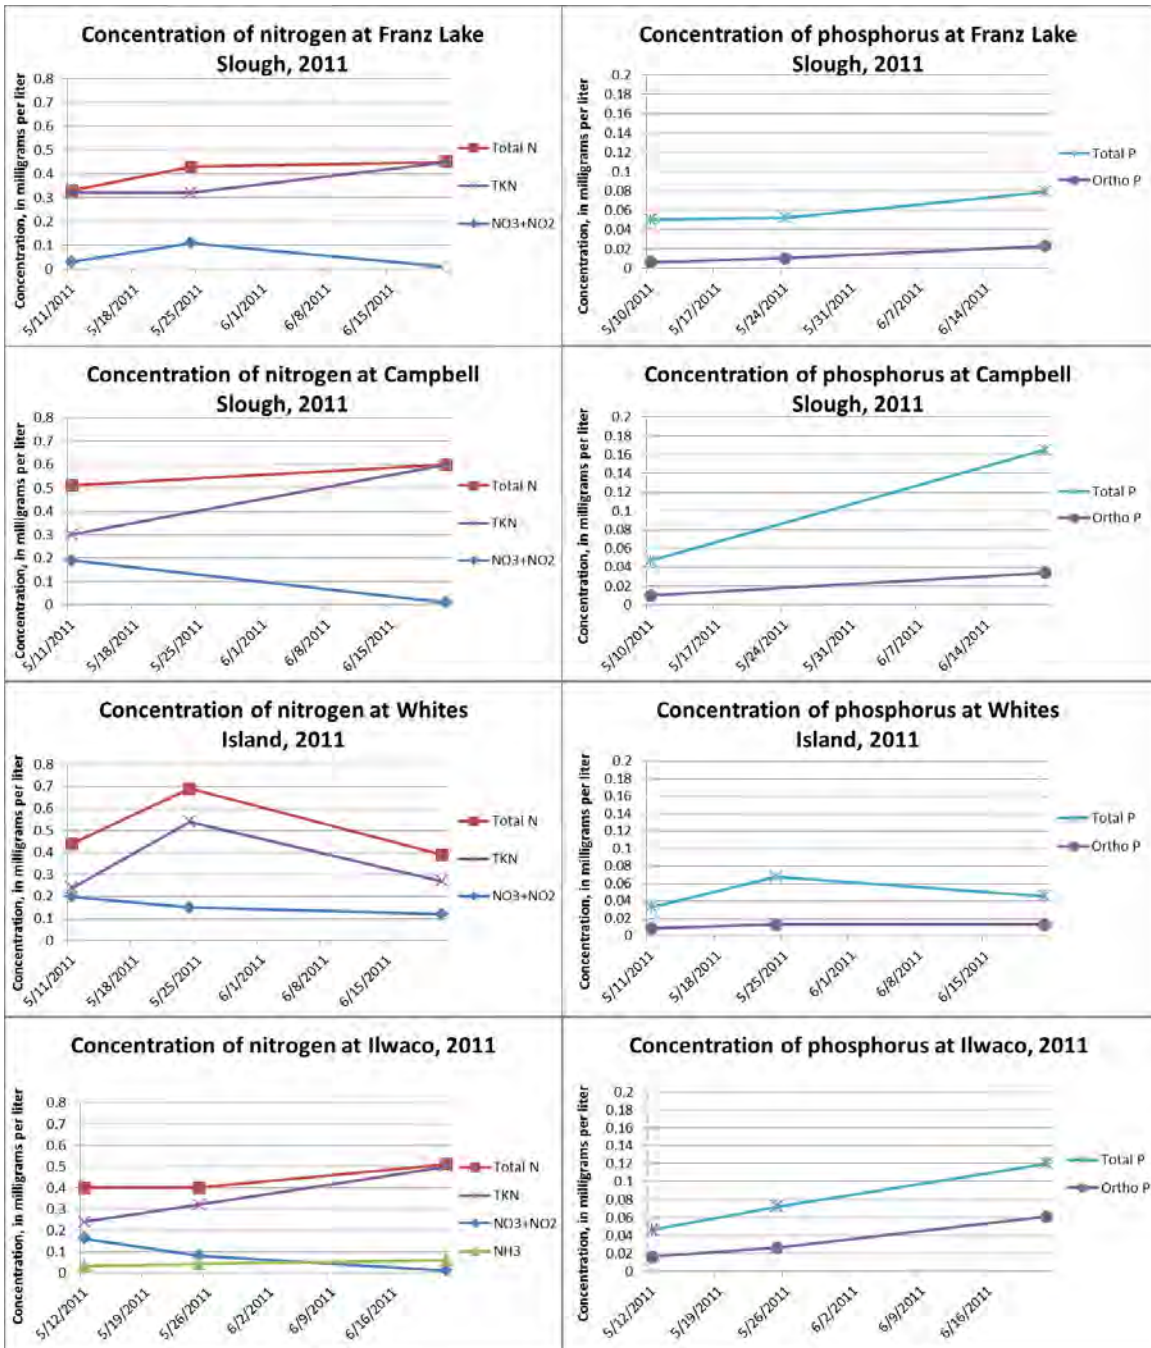 Concentration of nitrogen at Franz Lake
Slough, 2011
Concentration, in milligrams per liter
0.8
0.7
0.6
0.5
0.4
0.3
0.2
0.1
0
Total N
TKN
NO3+NO2
5/11/2011
5/18/2011
5/25/2011
6/1/2011
6/8/2011
6/15/2011
Concentration of phosphorus at Franz Lake
Slough, 2011
Concentration, in milligrams per liter
0.2
0.18
0.16
0.14
0.12
0.1
0.08
0.06
0.04
0.02
0
Total P
Ortho P
5/10/2011
5/17/2011
5/24/2011
5/31/2011
6/7/2011
6/14/2011
Concentration of nitrogen at Campbell
Slough, 2011
Concentration, in milligrams per liter
0.8
0.7
0.6
0.5
0.4
0.3
0.2
0.1
0
Total N
TKN
NO3+NO2
5/11/2011
5/18/2011
5/25/2011
6/1/2011
6/8/2011
6/15/2011
Concentration of phosphorus at Campbell
Slough, 2011
Concentration, in milligrams per liter
0.2
0.18
0.16
0.14
0.12
0.1
0.08
0.06
0.04
0.02
0
Total P
Ortho P
5/10/2011
5/17/2011
5/24/2011
5/31/2011
6/7/2011
6/14/2011
Concentration of nitrogen at Whites
Island, 2011
Concentration, in milligrams per liter
0.8
0.7
0.6
0.5
0.4
0.3
0.2
0.1
0
Total N
TKN
NO3+NO2
5/11/2011
5/18/2011
5/25/2011
6/1/2011
6/8/2011
6/15/2011
Concentration of phosphorus at Whites
Island, 2011
Concentration, in milligrams per liter
0.2
0.18
0.16
0.14
0.12
0.1
0.08
0.06
0.04
0.02
0
Total P
Ortho P
5/11/2011
5/18/2011
5/25/2011
6/1/2011
6/8/2011
6/15/2011
Concentration of nitrogen at Ilwaco, 2011
Concentration, in milligrams per liter
0.8
0.7
0.6
0.5
0.4
0.3
0.2
0.1
0
Total N
TKN
NO3+NO2
NH3
5/12/2011
5/19/2011
5/26/2011
6/2/2011
6/9/2011
6/16/2011
Concentration of phosphorus at Ilwaco, 2011
Concentration, in milligrams per liter
0.2
0.18
0.16
0.14
0.12
0.1
0.08
0.06
0.04
0.02
0
Total P
Ortho P
5/12/2011
5/19/2011
5/26/2011
6/2/2011
6/9/2011
6/16/2011